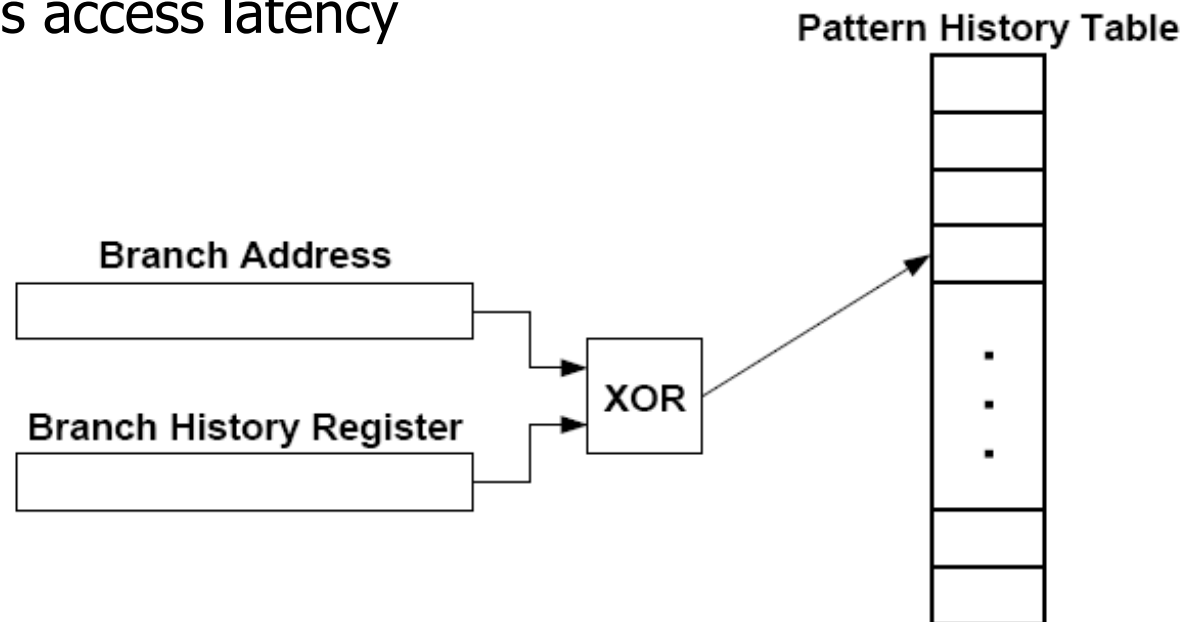 s access latency
Pattern History Table
Branch Address
XOR
Branch History Register